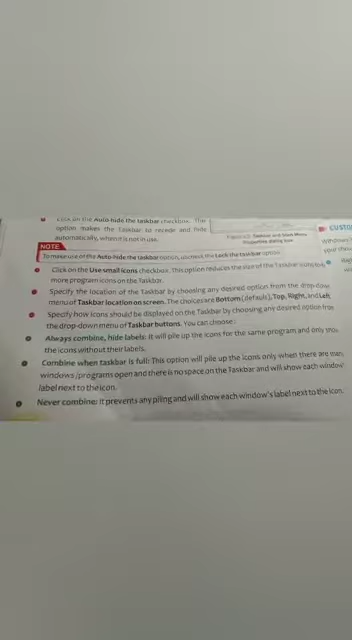 Click on the Auto hide the taskbar checkbox. This
option makes the Taskbar to recede and hide
automatically, when it is not in use.
Taskbar and Start Menu
Properties dialog box
CUSTO
Windows
your
NOTE
To make use of the Auto-hide the taskbar option, uncheck the Lock the taskbar option.
Click on the Use small icons checkbox. This option reduces the size of the Taskbar
more program icons on the Taskbar.
Specify the location of the Taskbar by choosing any desired option from the drop-down
menu of Taskbar location on screen. The choices are Bottom (default), Top, Right, and Left.
Specify how icons should be displayed on the Taskbar by choosing any desired option from
the drop-down menu of Taskbar buttons. You can choose:
Always combine, hide labels: It will pile up the icons for the same program and only show
the icons without their labels.
Combine when taskbar is full: This option will pile up the icons only when there are many
windows/programs open and there is no space on the Taskbar and will show each window
label next to the icon.
Never combine: It prevents any piling and will show each window's label next to the icon.